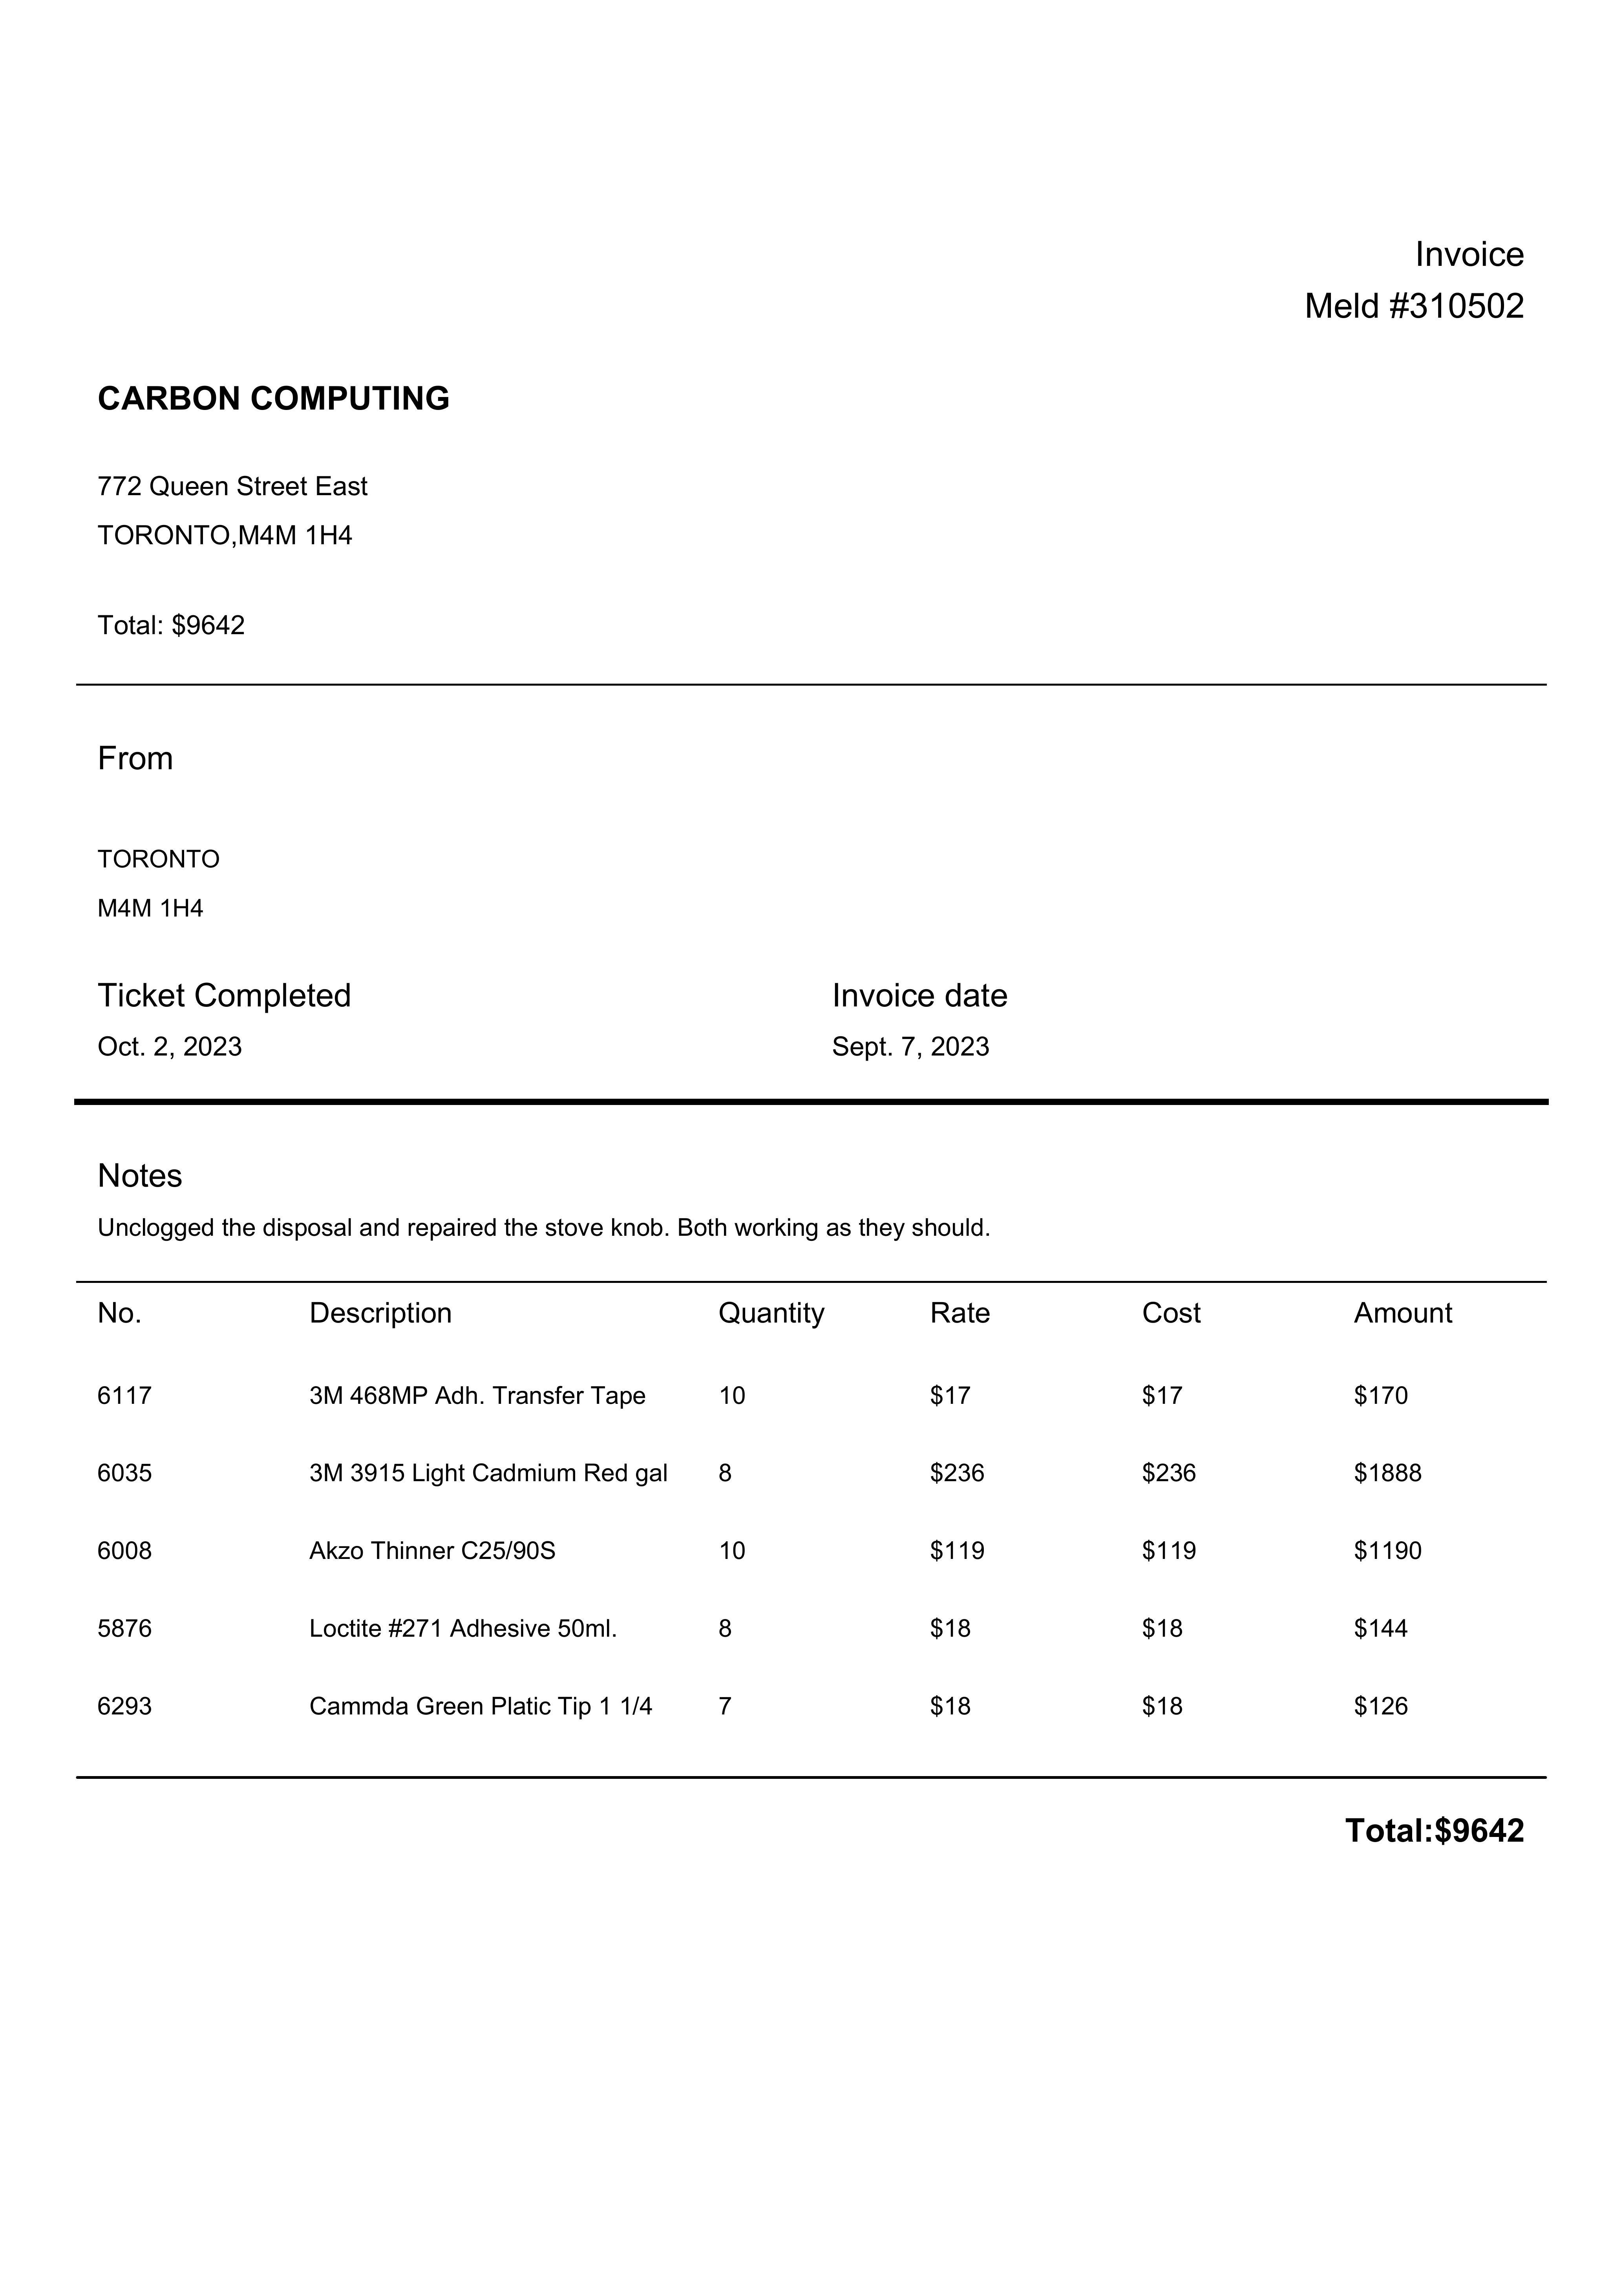 Invoice
Meld #310502
CARBON COMPUTING
772 Queen Street East
TORONTO,M4M 1H4
Total: $9642
From
TORONTO
M4M 1H4
Ticket Completed Invoice date
Oct. 2, 2023 Sept. 7, 2023
Notes
Unclogged the disposal and repaired the stove knob. Both working as they should.
No. Description Quantity Rate Cost Amount
6117 3M 468MP Adh. Transfer Tape 10 $17 $17 $170
6035 3M 3915 Light Cadmium Red gal 8 $236 $236 $1888
6008 Akzo Thinner C25/90S 10 $119 $119 $1190
5876 Loctite #271 Adhesive 50ml. 8 $18 $18 $144
6293 Cammda Green Platic Tip 1 1/4 7 $18 $18 $126
Total:$9642